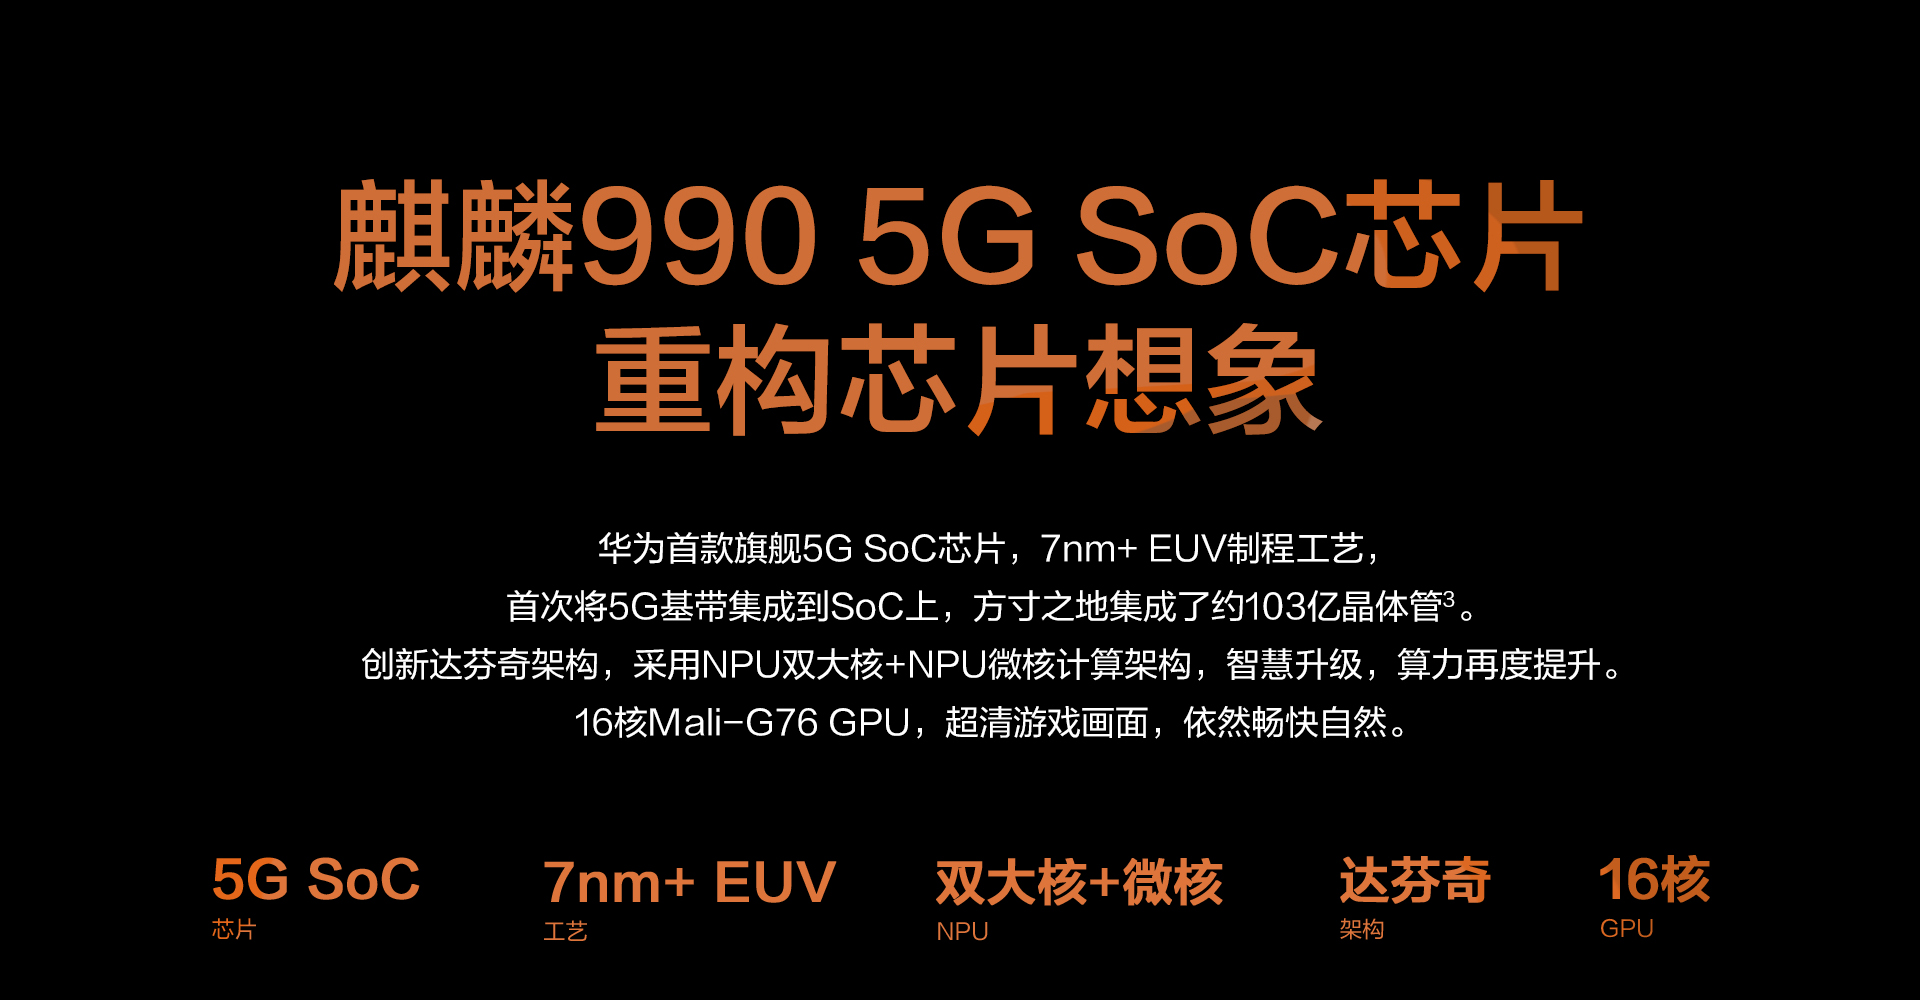 麒麟990 5G SoC芯片
重构芯片想象
华为首款旗舰5G SoC芯片，7nm+ EUV制程工艺，
首次将5G基带集成到SoC上，方寸之地集成了约103亿晶体管3。
创新达芬奇架构，采用NPU双大核+NPU微核计算架构，智慧升级，算力再度提升。
16核Mali-G76 GPU，超清游戏画面，依然畅快自然。
5G SoC
芯片
7nm+ EUV
工艺
双大核+微核
NPU
达芬奇
架构
16核
GPU